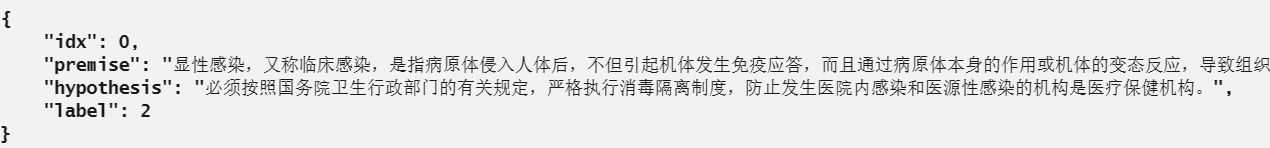 {
"idx": 0,
"premise": "显性感染，又称临床感染，是指病原体侵入人体后，不但引起机体发生免疫应答，而且通过病原体本身的作用或机体的变态反应，导致组织
"hypothesis": "必须按照国务院卫生行政部门的有关规定，严格执行消毒隔离制度，防止发生医院内感染和医源性感染的机构是医疗保健机构。",
"label": 2
}